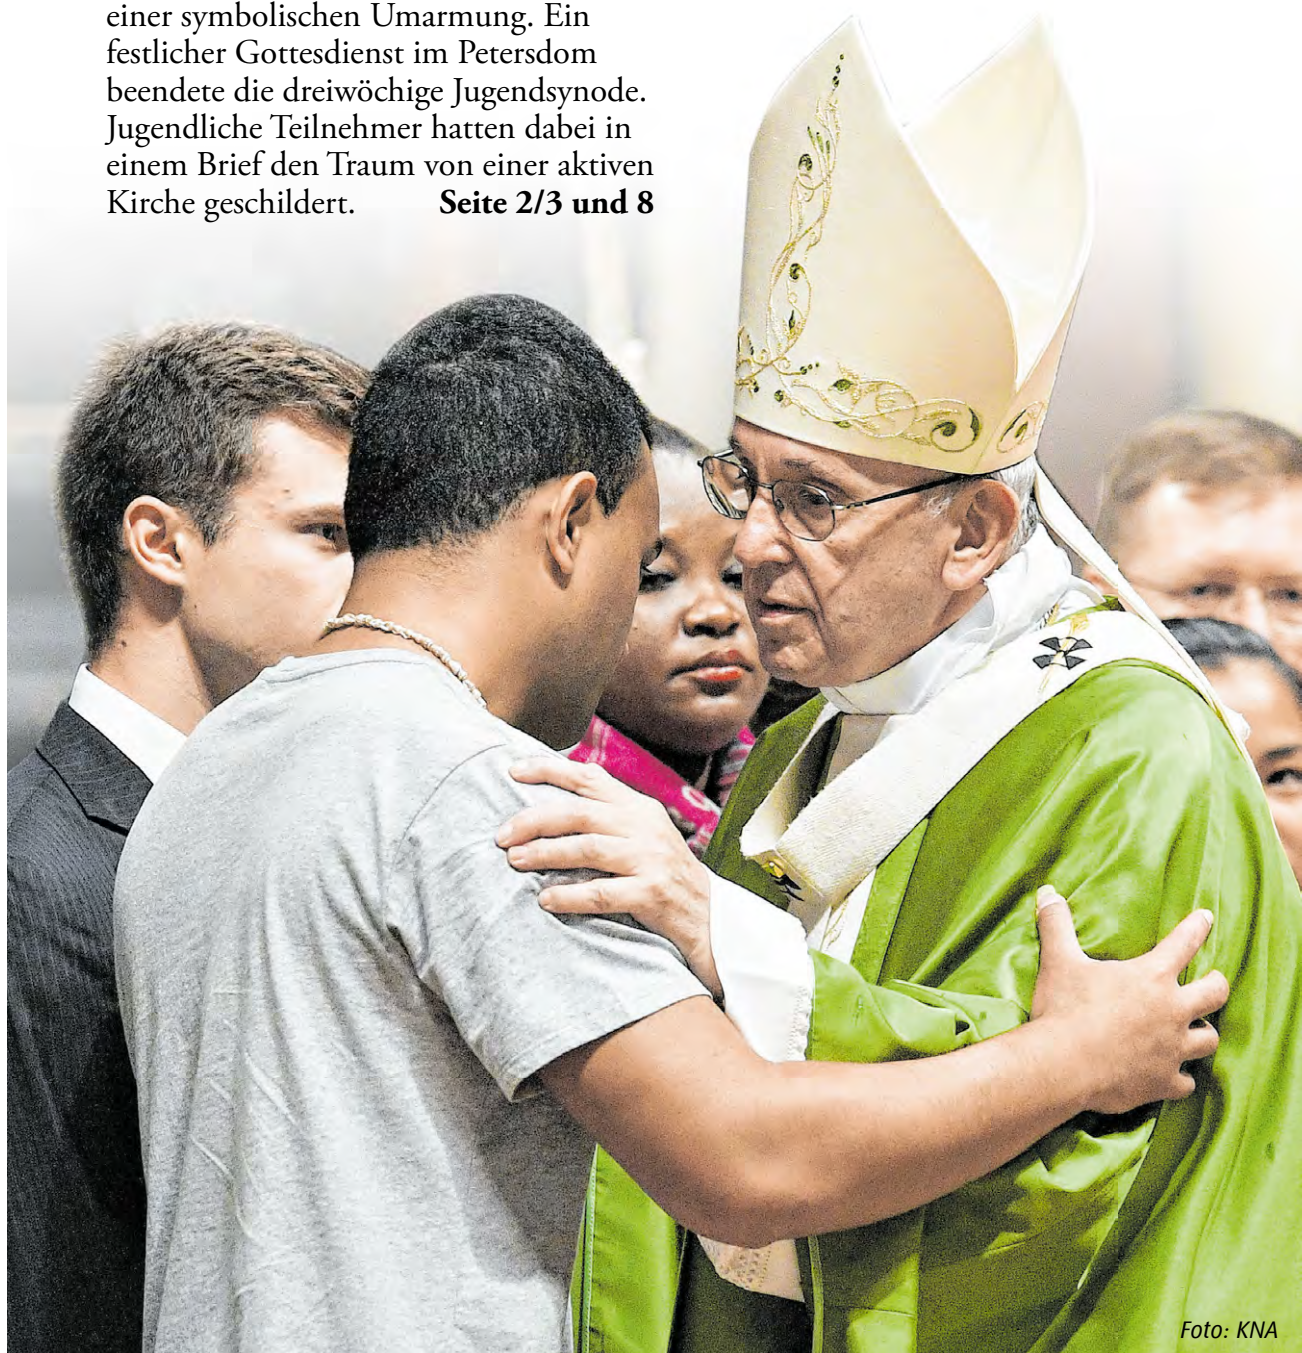 einer symbolischen Umarmung. Ein
festlicher Gottesdienst im Petersdom
beendete die dreiwöchige Jugendsynode.
Jugendliche Teilnehmer hatten dabei in
einem Brief den Traum von einer aktiven
Kirche geschildert. Seite 2/3 und 8
Foto: KNA